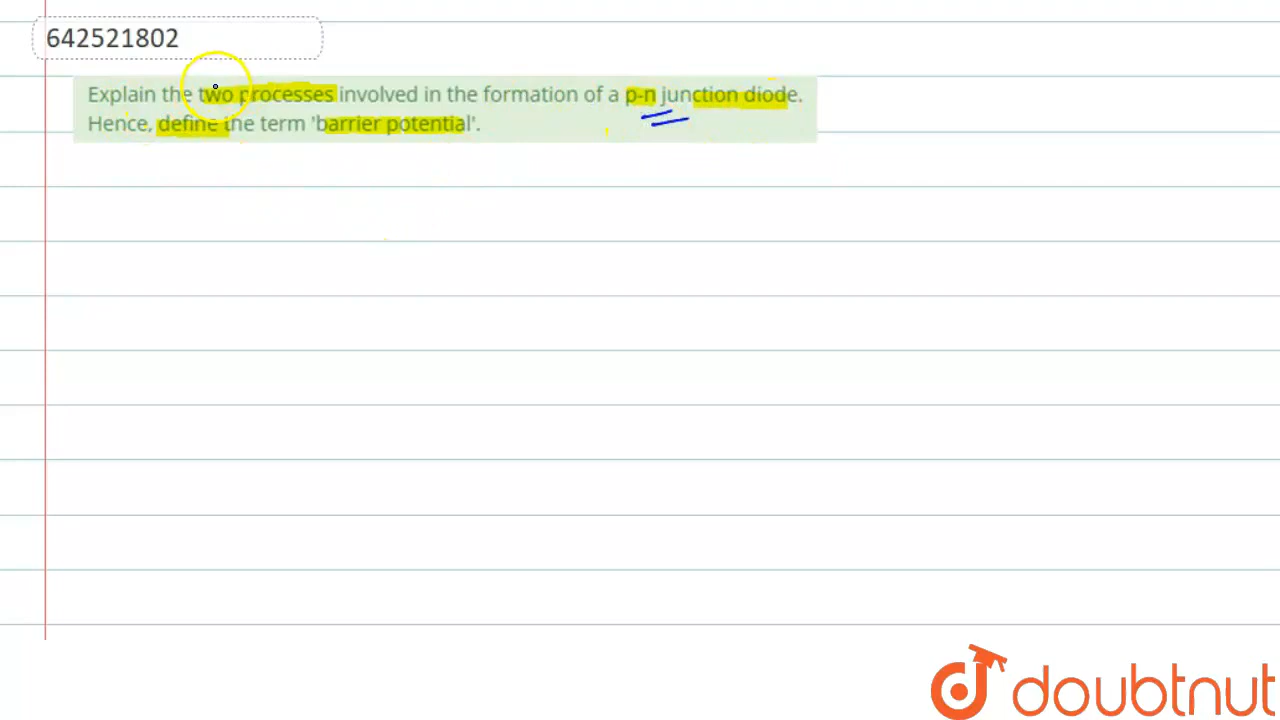 642521802
Explain the two processes involved in the formation of a p-n junction diode.
Hence, define the term 'barrier potential'.
doubtnut